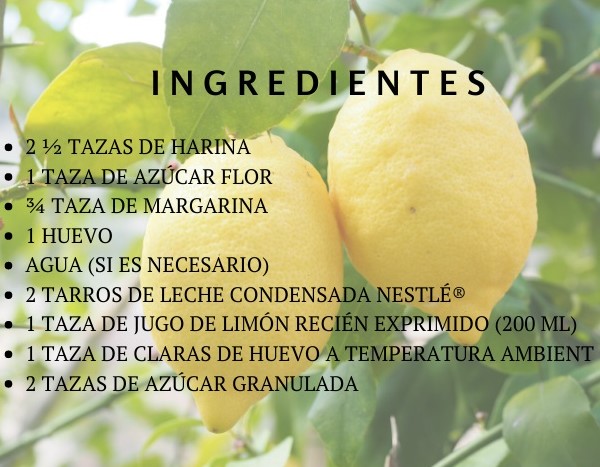 INGREDIENTES
• 2 ½ TAZAS DE HARINA
• 1 TAZA DE AZÚCAR FLOR
• ¾ TAZA DE MARGARINA
• 1 HUEVO
• AGUA (SI ES NECESARIO)
• 2 TARROS DE LECHE CONDENSADA NESTLÉ®
• 1 TAZA DE JUGO DE LIMÓN RECIÉN EXPRIMIDO (200 ML)
• 1 TAZA DE CLARAS DE HUEVO A TEMPERATURA AMBIENT
• 2 TAZAS DE AZÚCAR GRANULADA